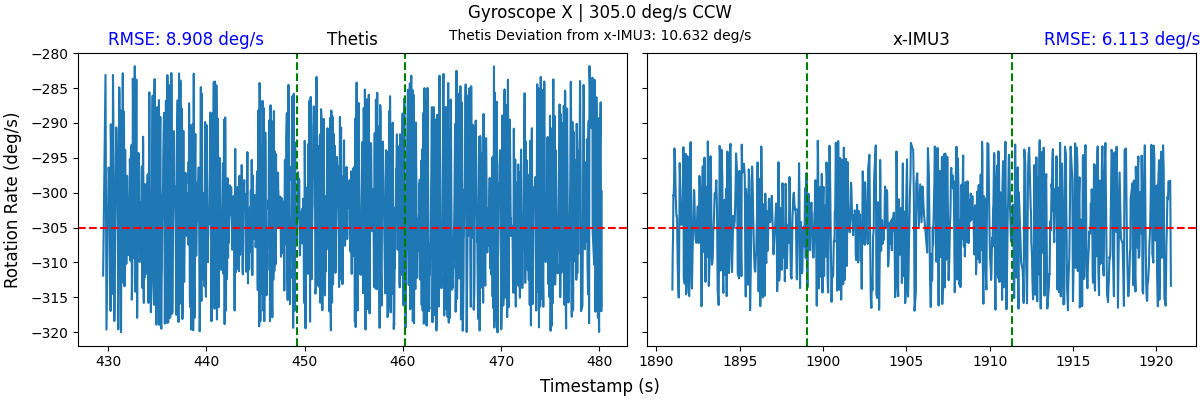 Gyroscope X | 305.0 deg/s CCW
RMSE: 8.908 deg/s
Thetis
Thetis Deviation from x-IMU3: 10.632 deg/s
x-IMU3
RMSE: 6.113 deg/s
Rotation Rate (deg/s)
−280
−285
−290
−295
−300
−305
−310
−315
−320
430 440 450 460 470 480
1890 1895 1900 1905 1910 1915 1920
Timestamp (s)